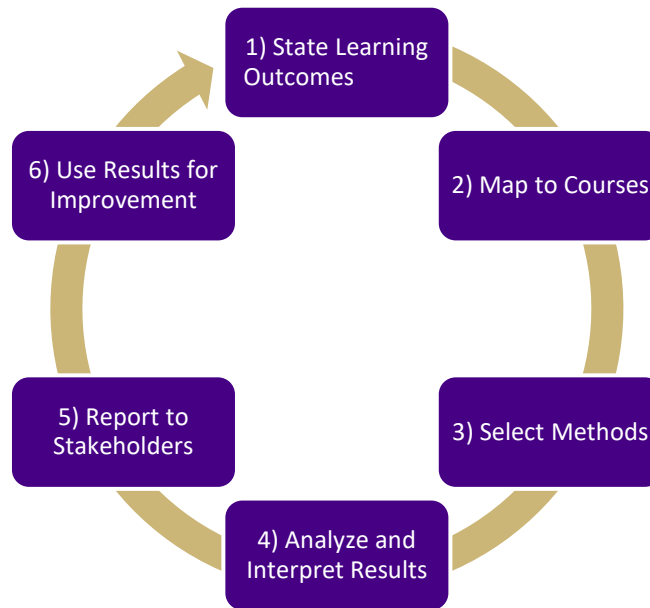 1) State Learning
Outcomes
2) Map to Courses
3) Select Methods
4) Analyze and
Interpret Results
5) Report to
Stakeholders
6) Use Results for
Improvement